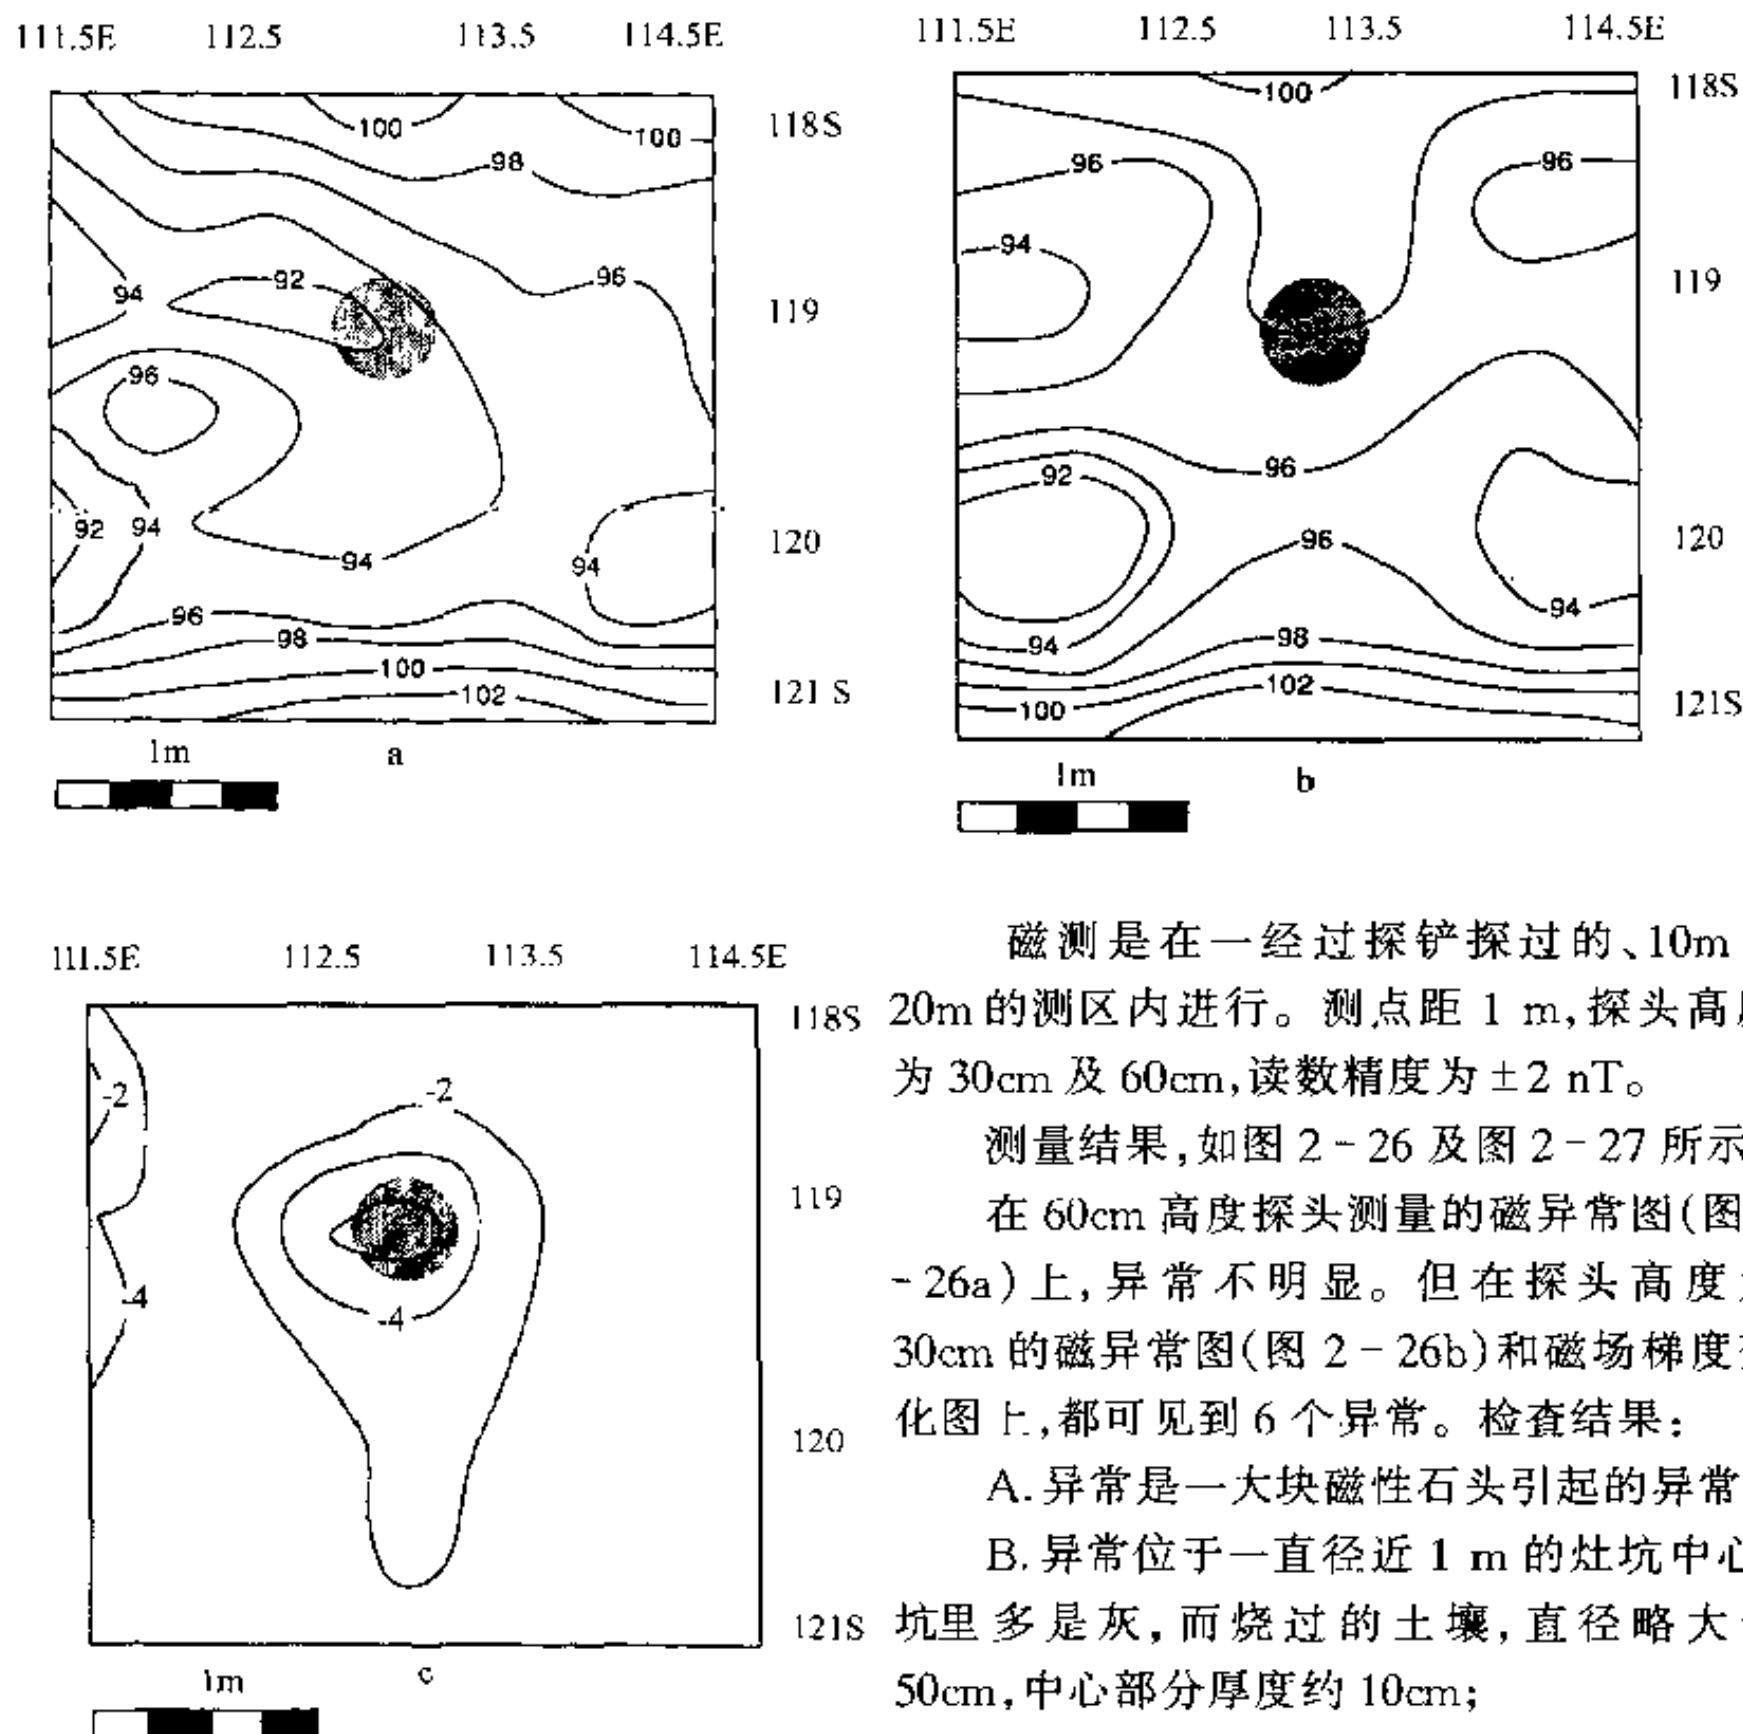 111.5E 112.5 113.5 114.5E
100
100
118S
98
92
96
94
119
96
92
94
94
94
120
96
98
100
102
121 S
1m
a
111.5E 112.5 113.5 114.5E
100
118S
96
96
94
119
96
92
96
120
94
94
98
102
100
121S
1m
b
111.5E 112.5 113.5 114.5E
118S
-2
-2
119
-4
-4
120
121S
1m
c
磁测是在一经过探铲探过的、10m
20m的测区内进行。测点距 1 m,探头高
为 30cm 及 60cm,读数精度为 ±2 nT。
测量结果,如图 2-26 及图 2-27 所示
在 60cm 高度探头测量的磁异常图(图
-26a)上,异常不明显。但在探头高度
30cm 的磁异常图(图 2-26b)和磁场梯度
化图上,都可见到 6 个异常。检查结果:
A.异常是一大块磁性石头引起的异常
B.异常位于一直径近 1 m 的灶坑中心
坑里多是灰,而烧过的土壤,直径略大
50cm,中心部分厚度约 10cm;